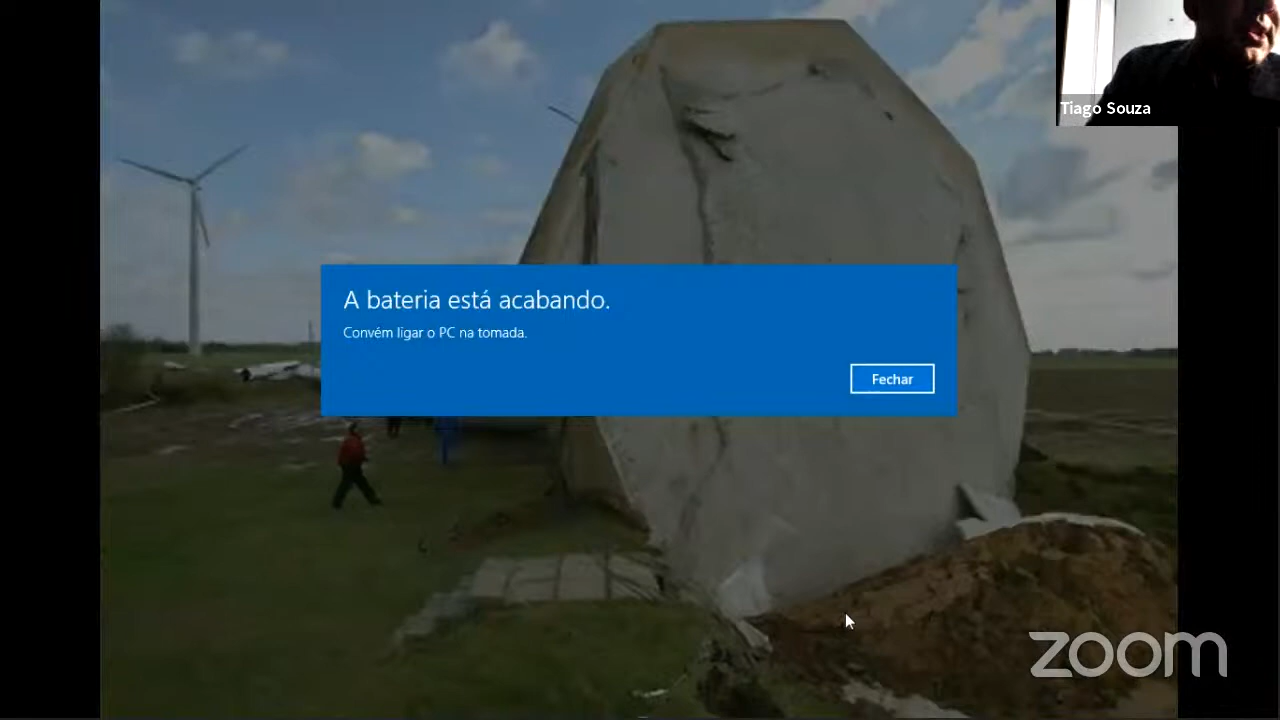 Tiago Souza
A bateria está acabando.
Convém ligar o PC na tomada.
Fechar
zoom